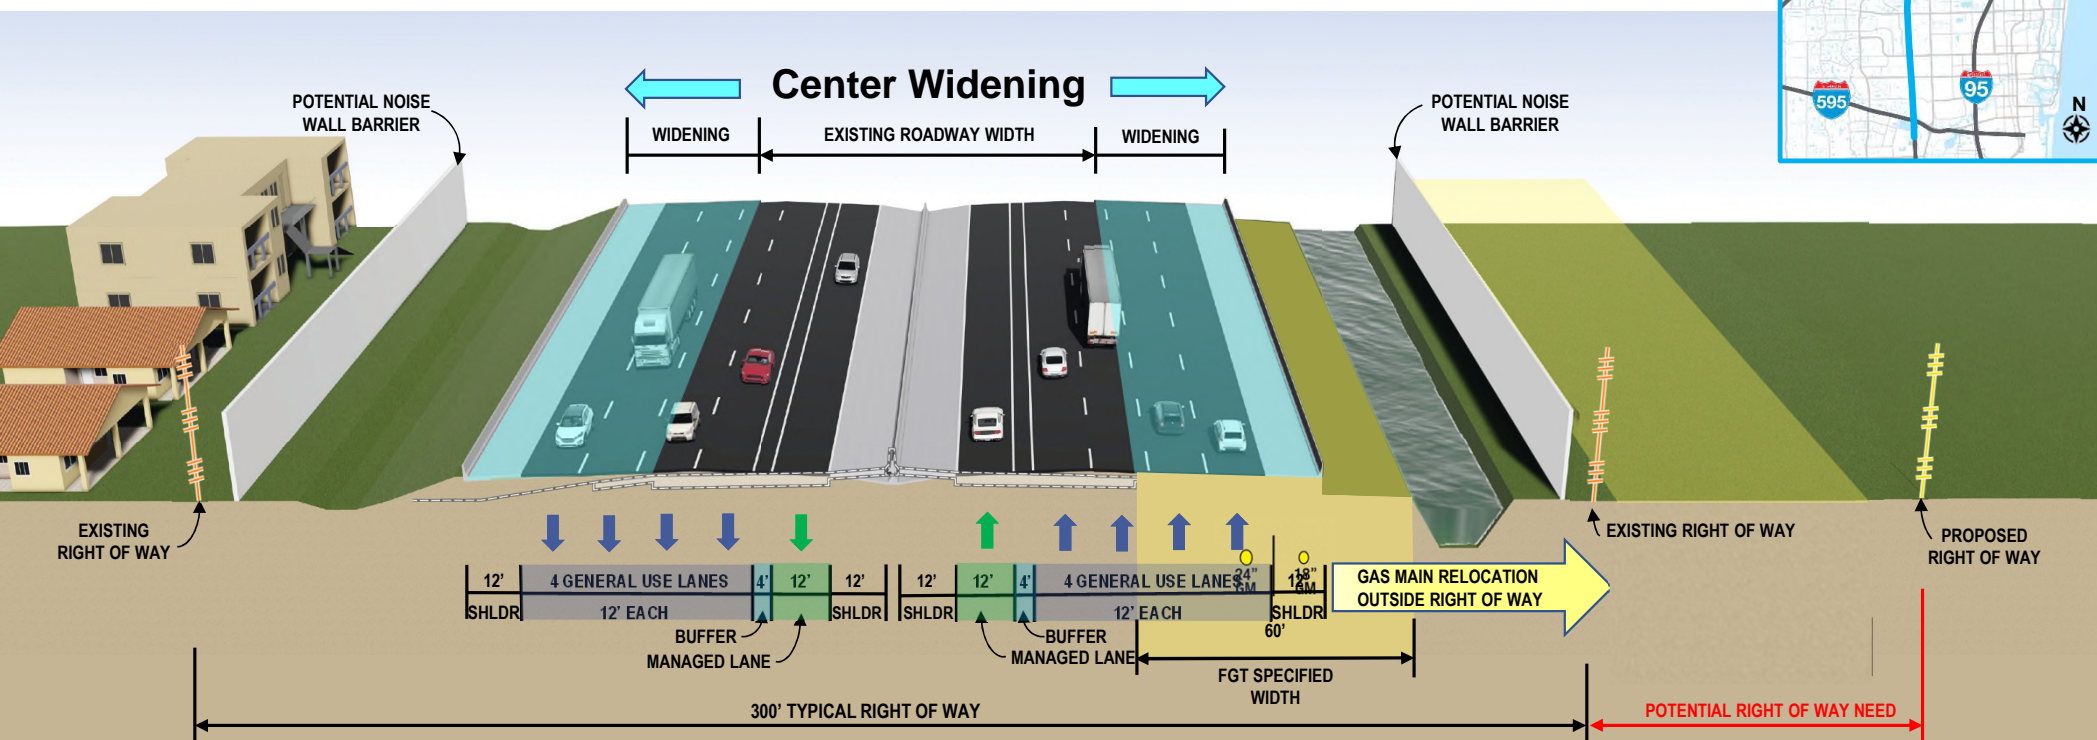 Center Widening
595
95
N
POTENTIAL NOISE
WALL BARRIER
WIDENING
EXISTING ROADWAY WIDTH
WIDENING
POTENTIAL NOISE
WALL BARRIER
EXISTING
RIGHT OF WAY
EXISTING RIGHT OF WAY
PROPOSED
RIGHT OF WAY
12'
4 GENERAL USE LANES
4'
12'
12'
12'
12'
4'
4 GENERAL USE LANES
24"
GM
12'
18"
GM
SHLDR
12' EACH
SHLDR
SHLDR
12' EACH
SHLDR
GAS MAIN RELOCATION
OUTSIDE RIGHT OF WAY
BUFFER
MANAGED LANE
BUFFER
MANAGED LANE
60'
FGT SPECIFIED
WIDTH
300' TYPICAL RIGHT OF WAY
POTENTIAL RIGHT OF WAY NEED